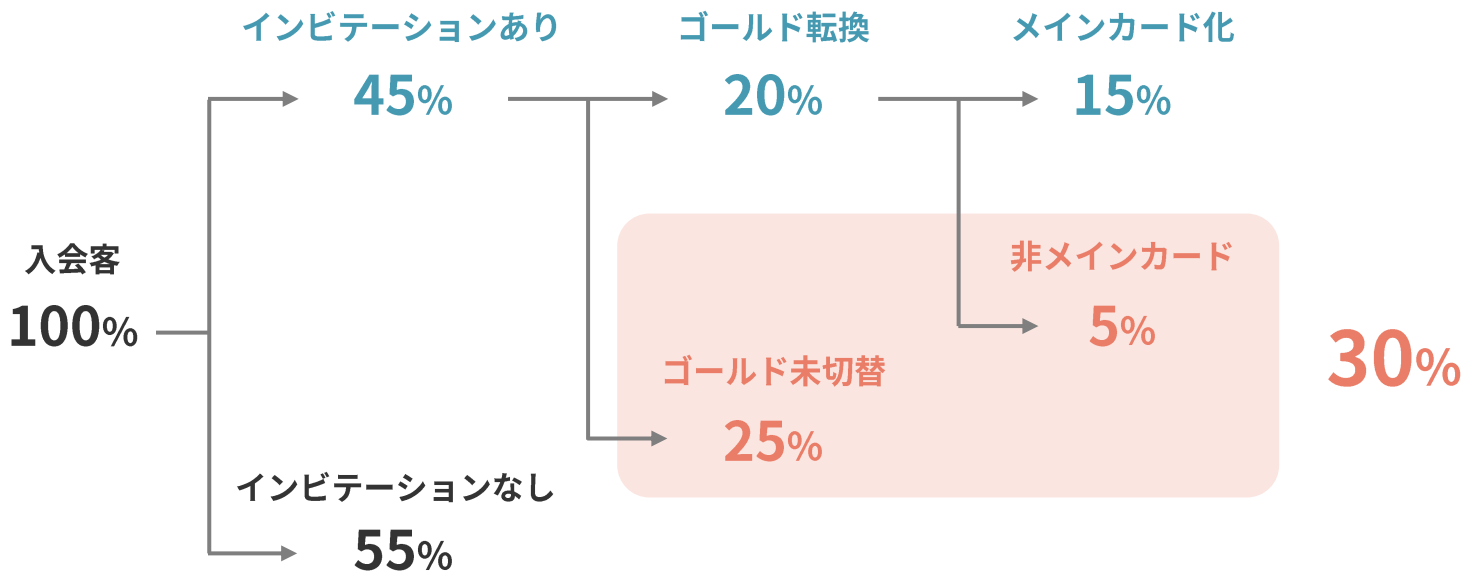 インビテーションあり
45%
ゴールド転換
20%
メインカード化
15%
入会客
100%
非メインカード
5%
30%
ゴールド未切替
25%
インビテーションなし
55%